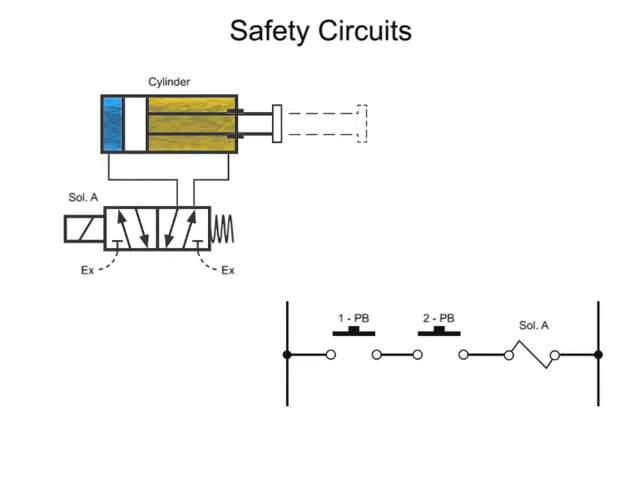 Safety Circuits
Cylinder
Sol. A
Ex
Ex
1 - PB
2 - PB
Sol. A